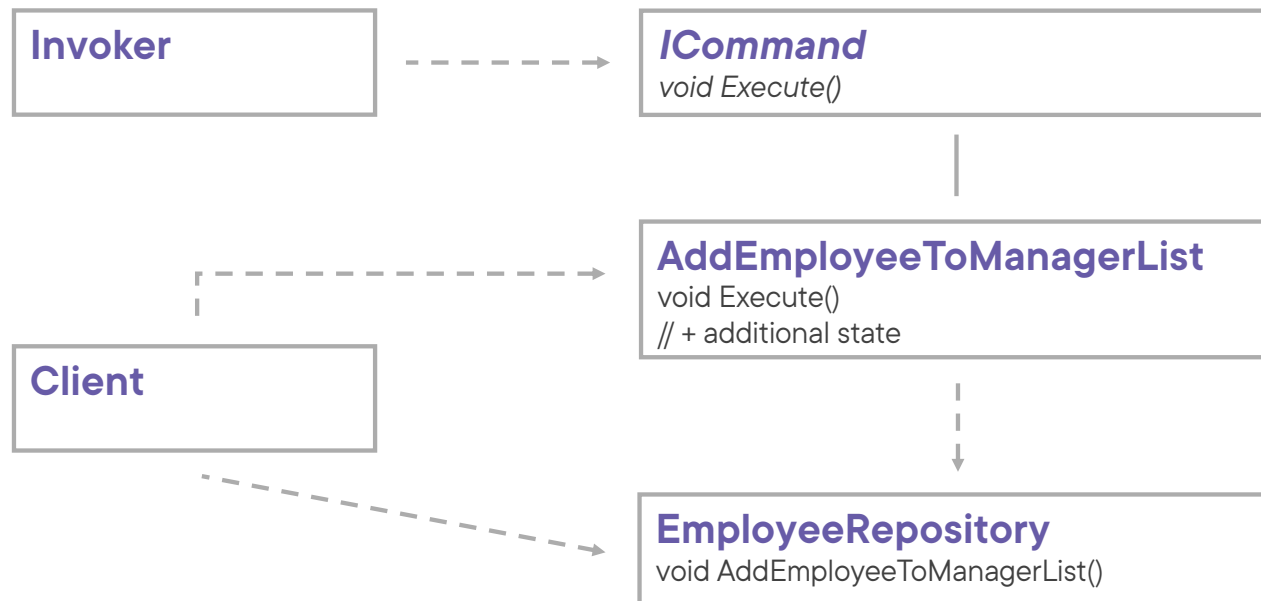 Invoker
ICommand
void Execute()
AddEmployeeToManagerList
void Execute()
// + additional state
Client
EmployeeRepository
void AddEmployeeToManagerList()